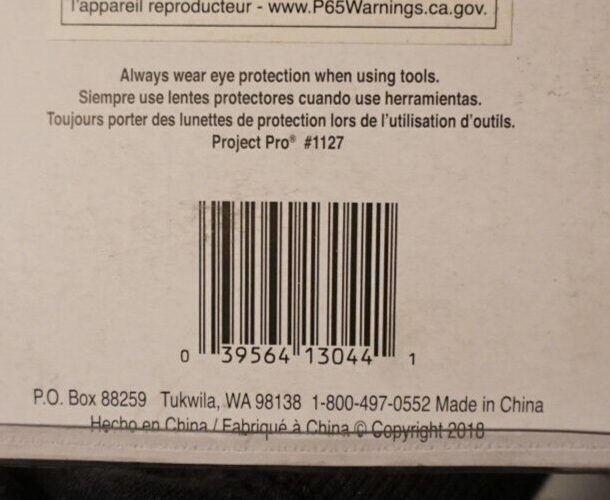 l'appareil reproducteur - www.P65Warnings.ca.gov.
Always wear eye protection when using tools.
Siempre use lentes protectores cuando use herramientas.
Toujours porter des lunettes de protection lors de l'utilisation d'outils.
Project Pro® #1127
0 39564 13044 1
P.O. Box 88259 Tukwila, WA 98138 1-800-497-0552 Made in China
Hecho en China / Fabriqué à China © Copyright 2018